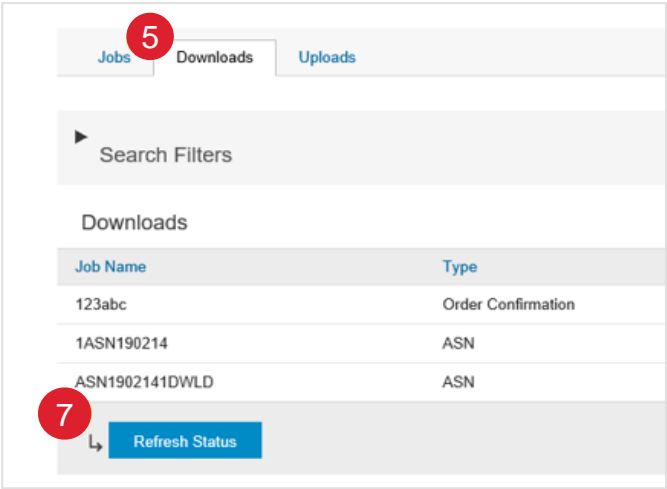 5
Jobs Downloads Uploads
Search Filters
Downloads
Job Name Type
123abc Order Confirmation
1ASN190214 ASN
ASN1902141DWLD ASN
7
Refresh Status